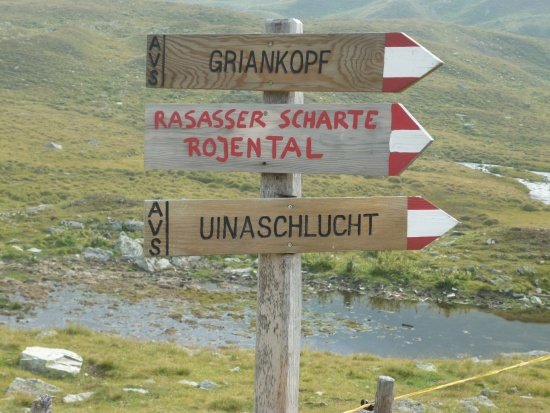 AVS GRIANKOPF
RASASSER SCHARTE
ROJENTAL
AVS UINASCHLUCHT